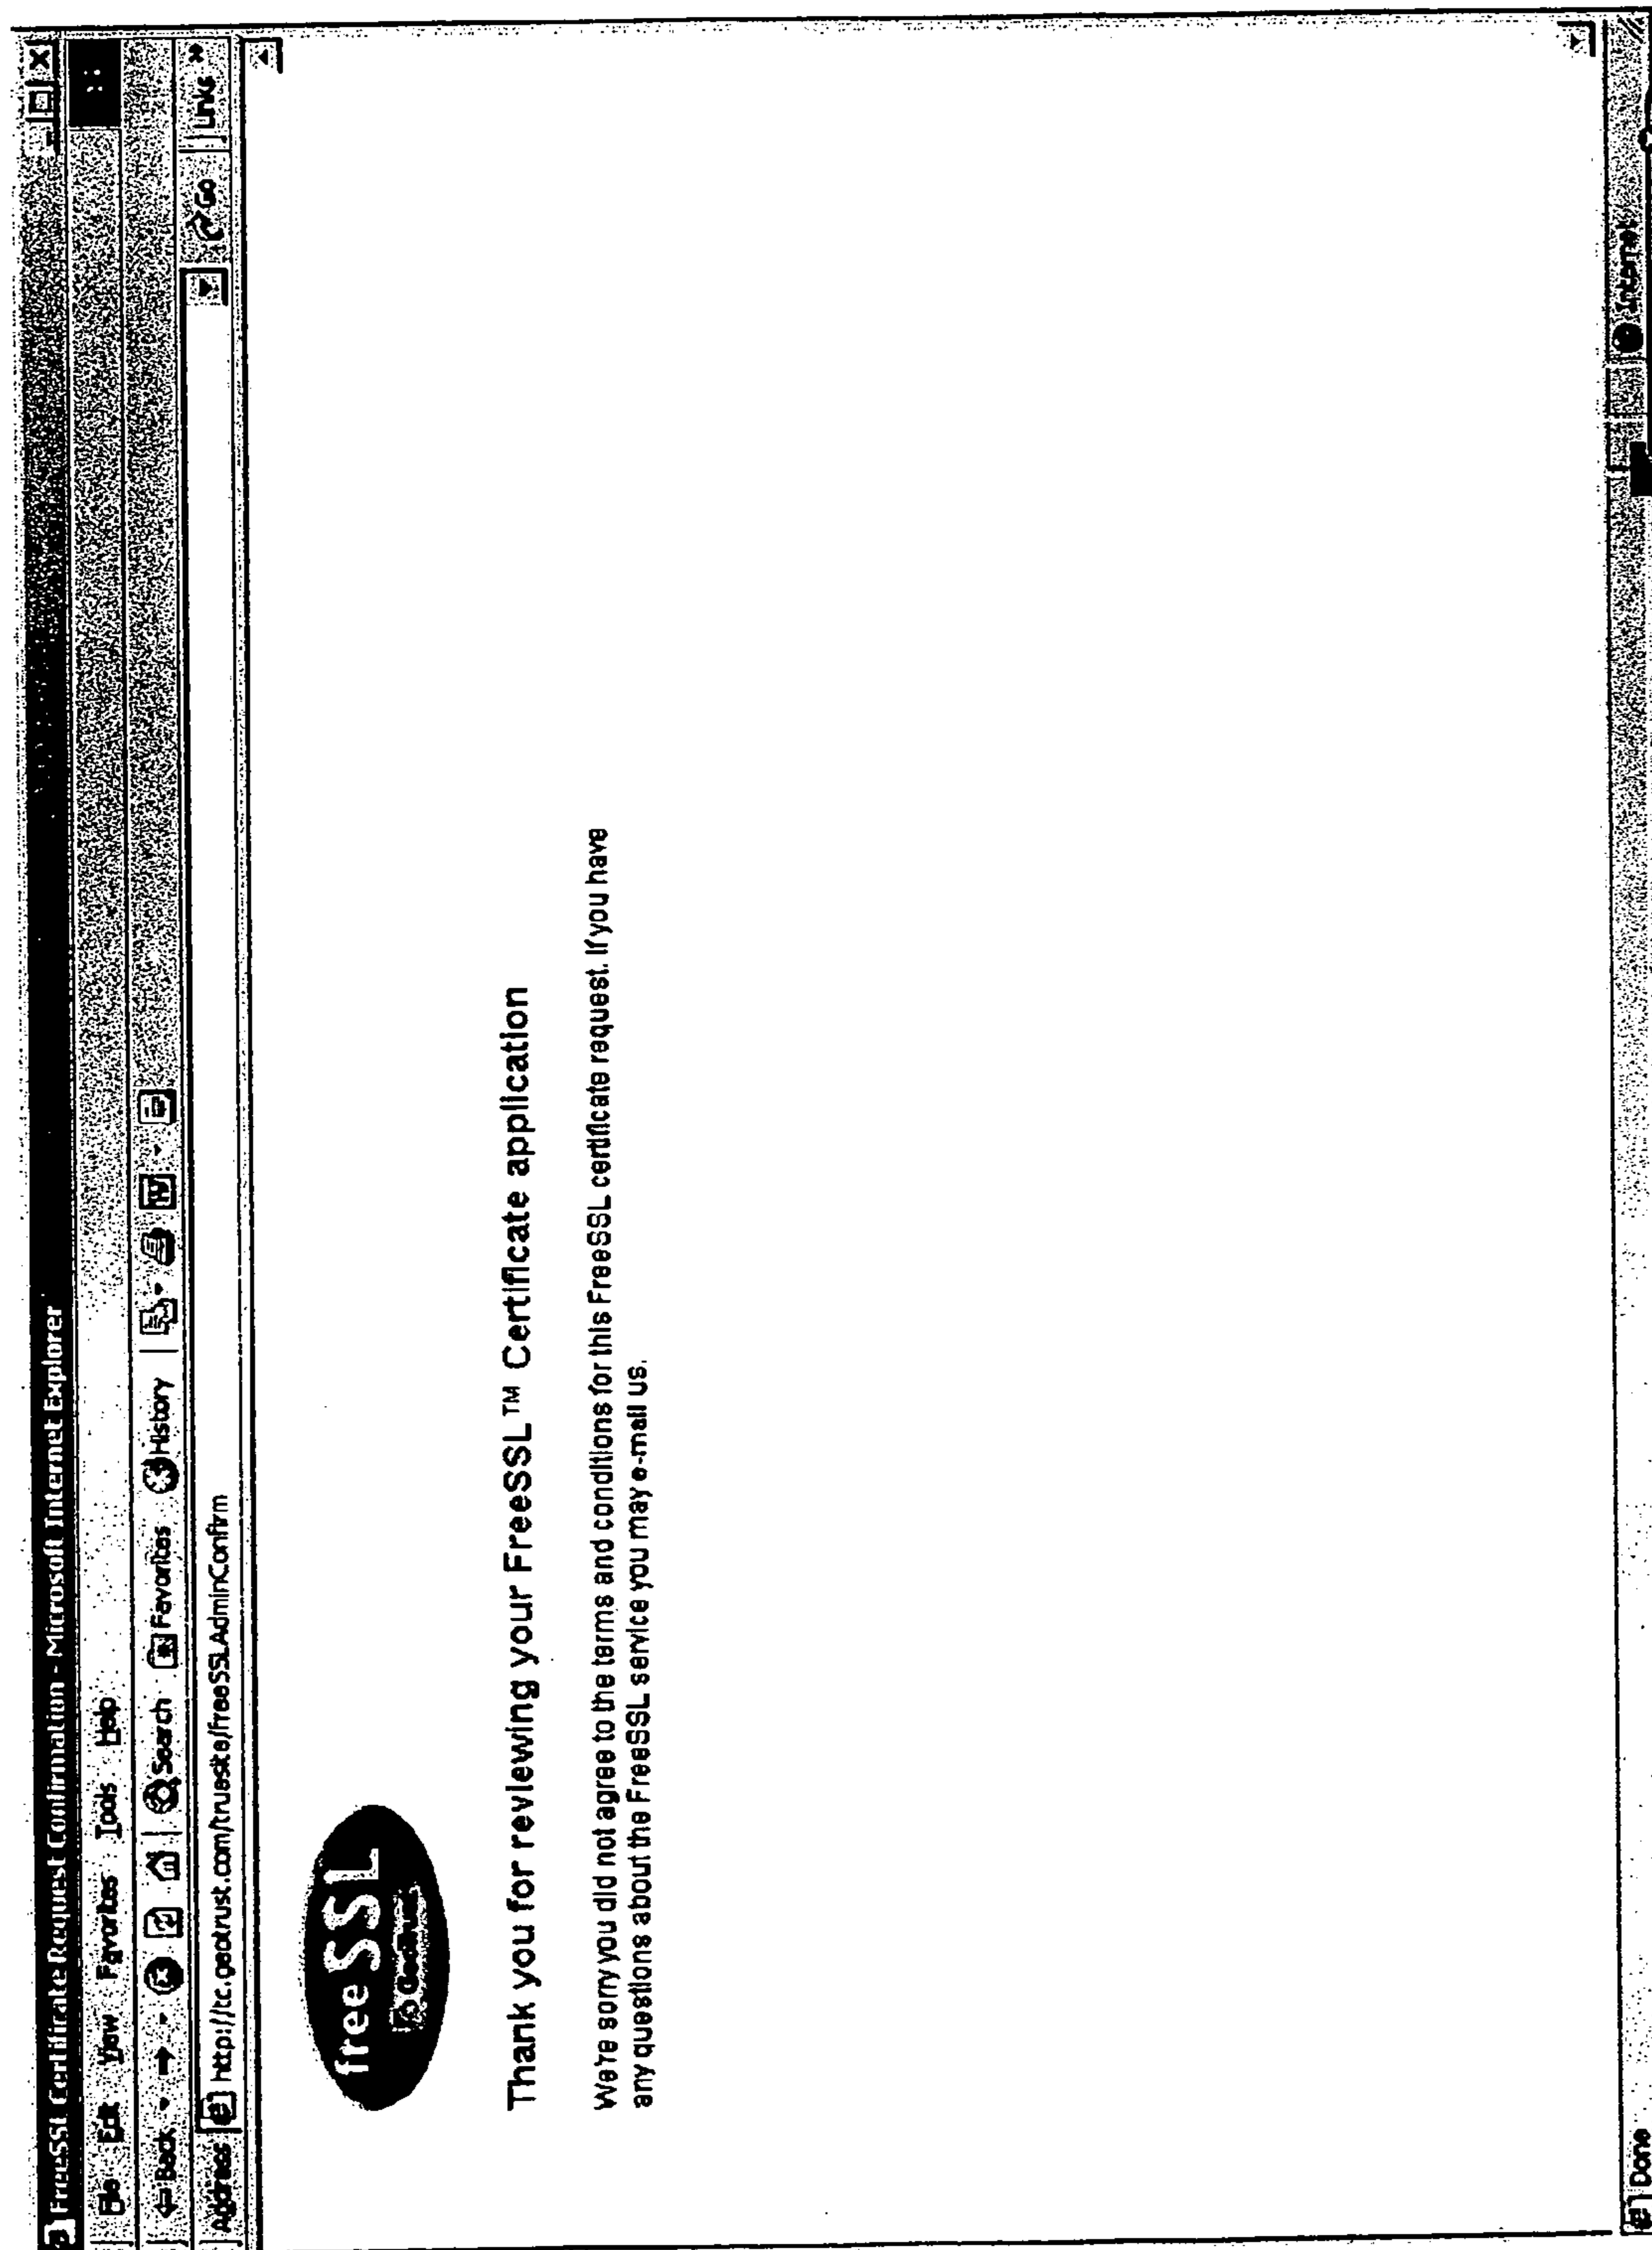 FreeSSL Certificate Request Confirmation - Microsoft Internet Explorer
File Edit View Favorites Tools Help
Back Search Favorites History
Address http://tc.geotrust.com/truesite/freeSSLAdminConfirm Go Links »
freeSSL
GeoTrust
Thank you for reviewing your FreeSSL™ Certificate application
We're sorry you did not agree to the terms and conditions for this FreeSSL certificate request. If you have
any questions about the FreeSSL service you may e-mail us.
Done Internet